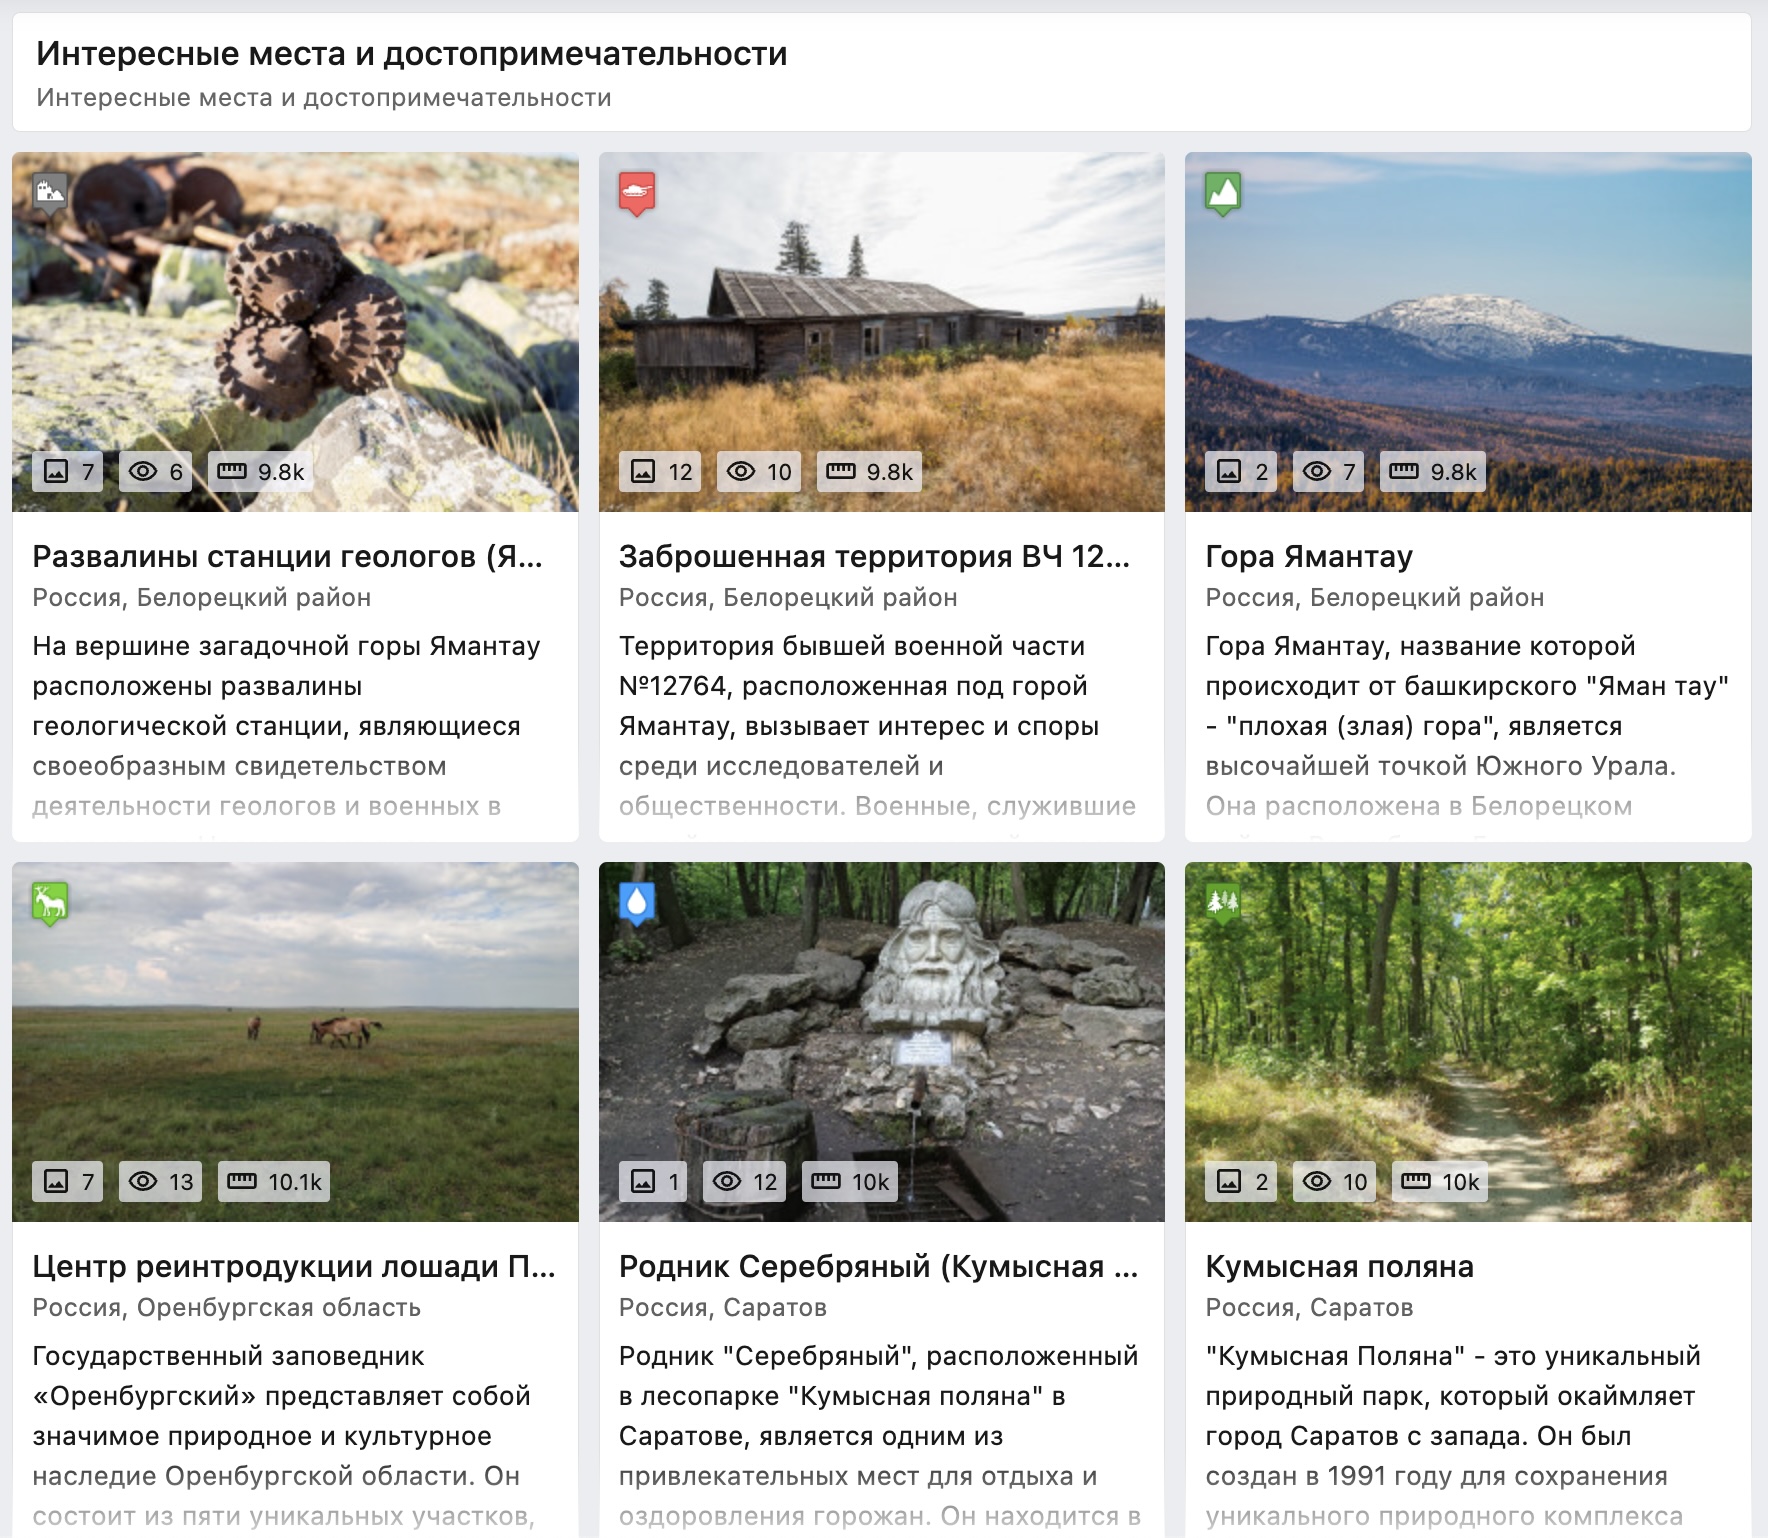 Интересные места и достопримечательности
Интересные места и достопримечательности
7 6 9.8k
Развалины станции геологов (Я...
Россия, Белорецкий район
На вершине загадочной горы Ямантау
расположены развалины
геологической станции, являющиеся
своеобразным свидетельством
деятельности геологов и военных в
12 10 9.8k
Заброшенная территория ВЧ 12...
Россия, Белорецкий район
Территория бывшей военной части
№12764, расположенная под горой
Ямантау, вызывает интерес и споры
среди исследователей и
общественности. Военные, служившие
2 7 9.8k
Гора Ямантау
Россия, Белорецкий район
Гора Ямантау, название которой
происходит от башкирского "Яман тау"
- "плохая (злая) гора", является
высочайшей точкой Южного Урала.
Она расположена в Белорецком
7 13 10.1k
Центр реинтродукции лошади П...
Россия, Оренбургская область
Государственный заповедник
«Оренбургский» представляет собой
значимое природное и культурное
наследие Оренбургской области. Он
состоит из пяти уникальных участков,
1 12 10k
Родник Серебряный (Кумысная ...
Россия, Саратов
Родник "Серебряный", расположенный
в лесопарке "Кумысная поляна" в
Саратове, является одним из
привлекательных мест для отдыха и
оздоровления горожан. Он находится в
2 10 10k
Кумысная поляна
Россия, Саратов
"Кумысная Поляна" - это уникальный
природный парк, который окаймляет
город Саратов с запада. Он был
создан в 1991 году для сохранения
уникального природного комплекса